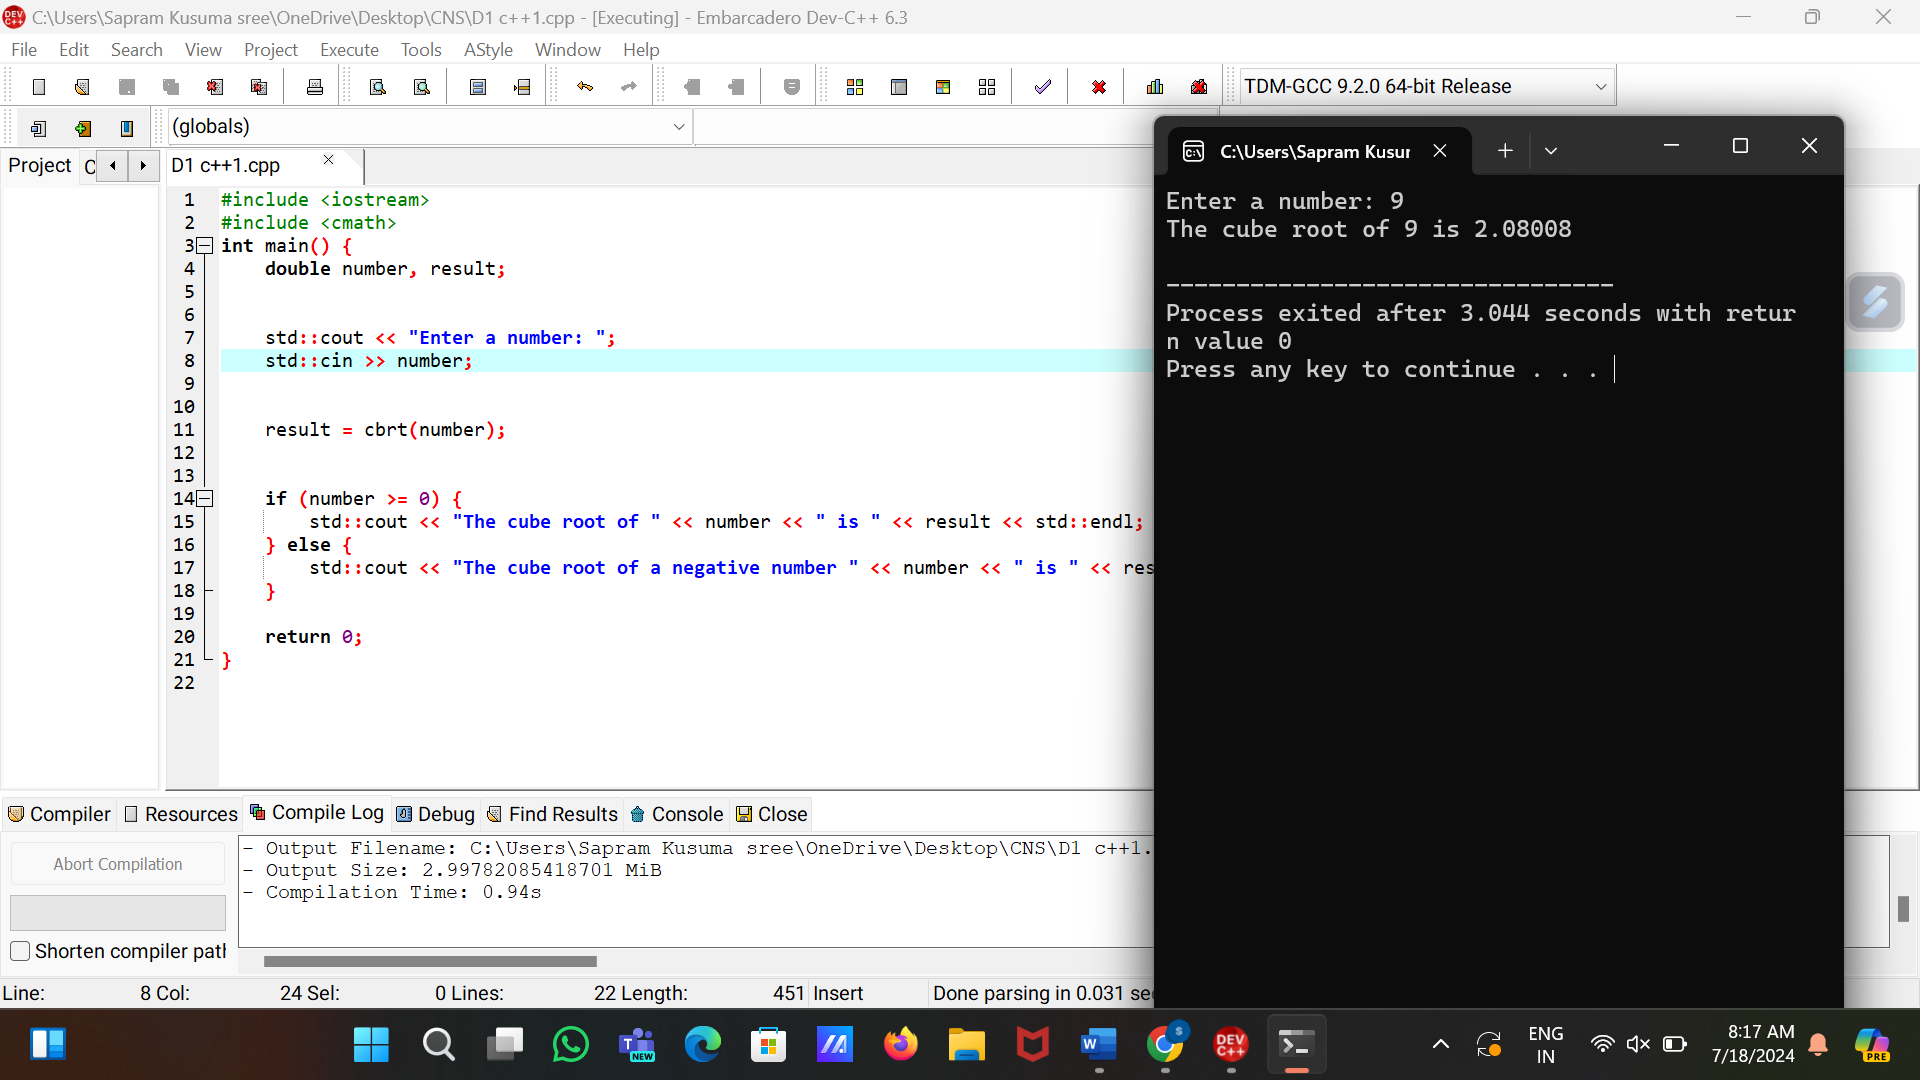 C:\Users\Sapram Kusuma sree\OneDrive\Desktop\CNS\D1 c++1.cpp - [Executing] - Embarcadero Dev-C++ 6.3
File Edit Search View Project Execute Tools AStyle Window Help
TDM-GCC 9.2.0 64-bit Release
(globals)
Project
D1 c++1.cpp
1 #include <iostream>
2 #include <cmath>
3 int main() {
4 double number, result;
5
6
7 std::cout << "Enter a number: ";
8 std::cin >> number;
9
10
11 result = cbrt(number);
12
13
14 if (number >= 0) {
15 std::cout << "The cube root of " << number << " is " << result << std::endl;
16 } else {
17 std::cout << "The cube root of a negative number " << number << " is " << res
18 }
19
20 return 0;
21 }
22
C:\Users\Sapram Kusur
Enter a number: 9
The cube root of 9 is 2.08008
--------------------------------
Process exited after 3.044 seconds with retur
n value 0
Press any key to continue . . .
Compiler Resources Compile Log Debug Find Results Console Close
Abort Compilation
Shorten compiler path
- Output Filename: C:\Users\Sapram Kusuma sree\OneDrive\Desktop\CNS\D1 c++1.
- Output Size: 2.99782085418701 MiB
- Compilation Time: 0.94s
Line: 8 Col: 24 Sel: 0 Lines: 22 Length: 451 Insert Done parsing in 0.031 se
ENG
IN
8:17 AM
7/18/2024
NEW
DEV
C++
PRE